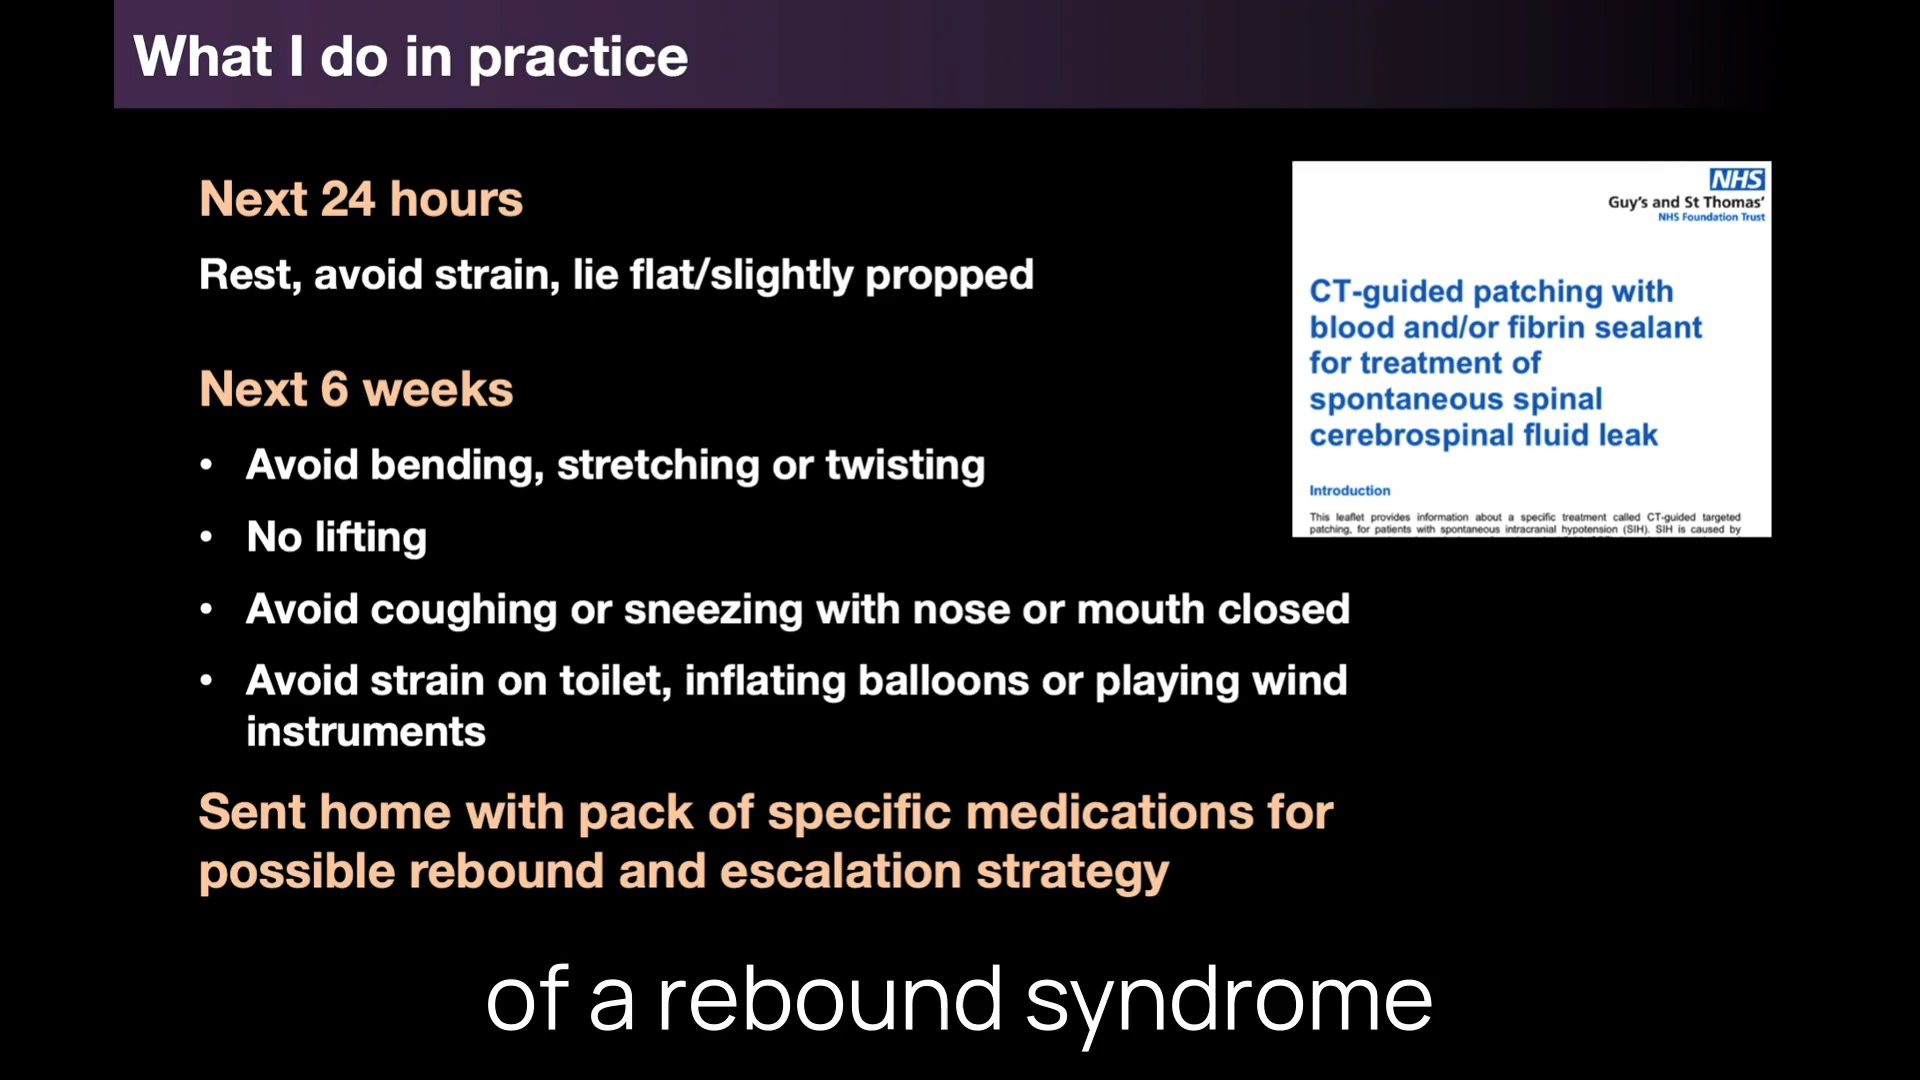 What I do in practice
Next 24 hours
Rest, avoid strain, lie flat/slightly propped
Next 6 weeks
• Avoid bending, stretching or twisting
• No lifting
• Avoid coughing or sneezing with nose or mouth closed
• Avoid strain on toilet, inflating balloons or playing wind
instruments
Sent home with pack of specific medications for
possible rebound and escalation strategy
NHS
Guy's and St Thomas'
NHS Foundation Trust
CT-guided patching with
blood and/or fibrin sealant
for treatment of
spontaneous spinal
cerebrospinal fluid leak
Introduction
This leaflet provides information about a specific treatment called CT-guided targeted
patching, for patients with spontaneous intracranial hypotension (SIH). SIH is caused by
of a rebound syndrome